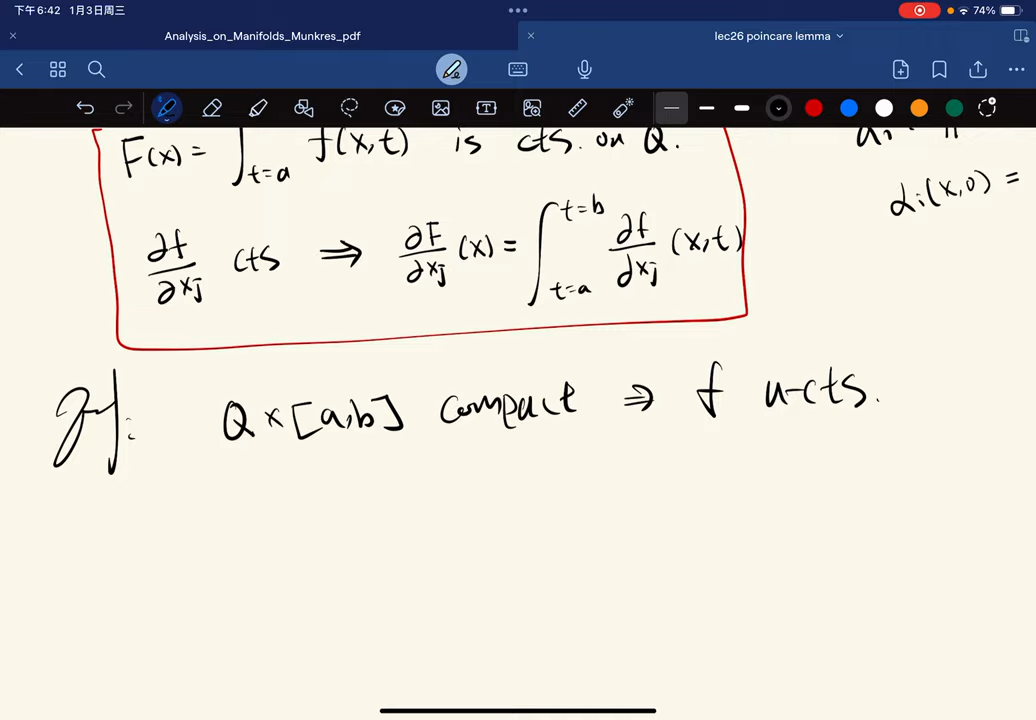 下午6:42 1月3日周三
74%
Analysis_on_Manifolds_Munkres_pdf
lec26 poincare lemma
F(x) = ∫_{t=a} f(x,t) is cts. on Q.
αi(x,0) =
∂f/∂xj cts ⇒ ∂F/∂xj (x) = ∫_{t=a}^{t=b} ∂f/∂xj (x,t)
Q × [a,b] compact ⇒ f u-cts.